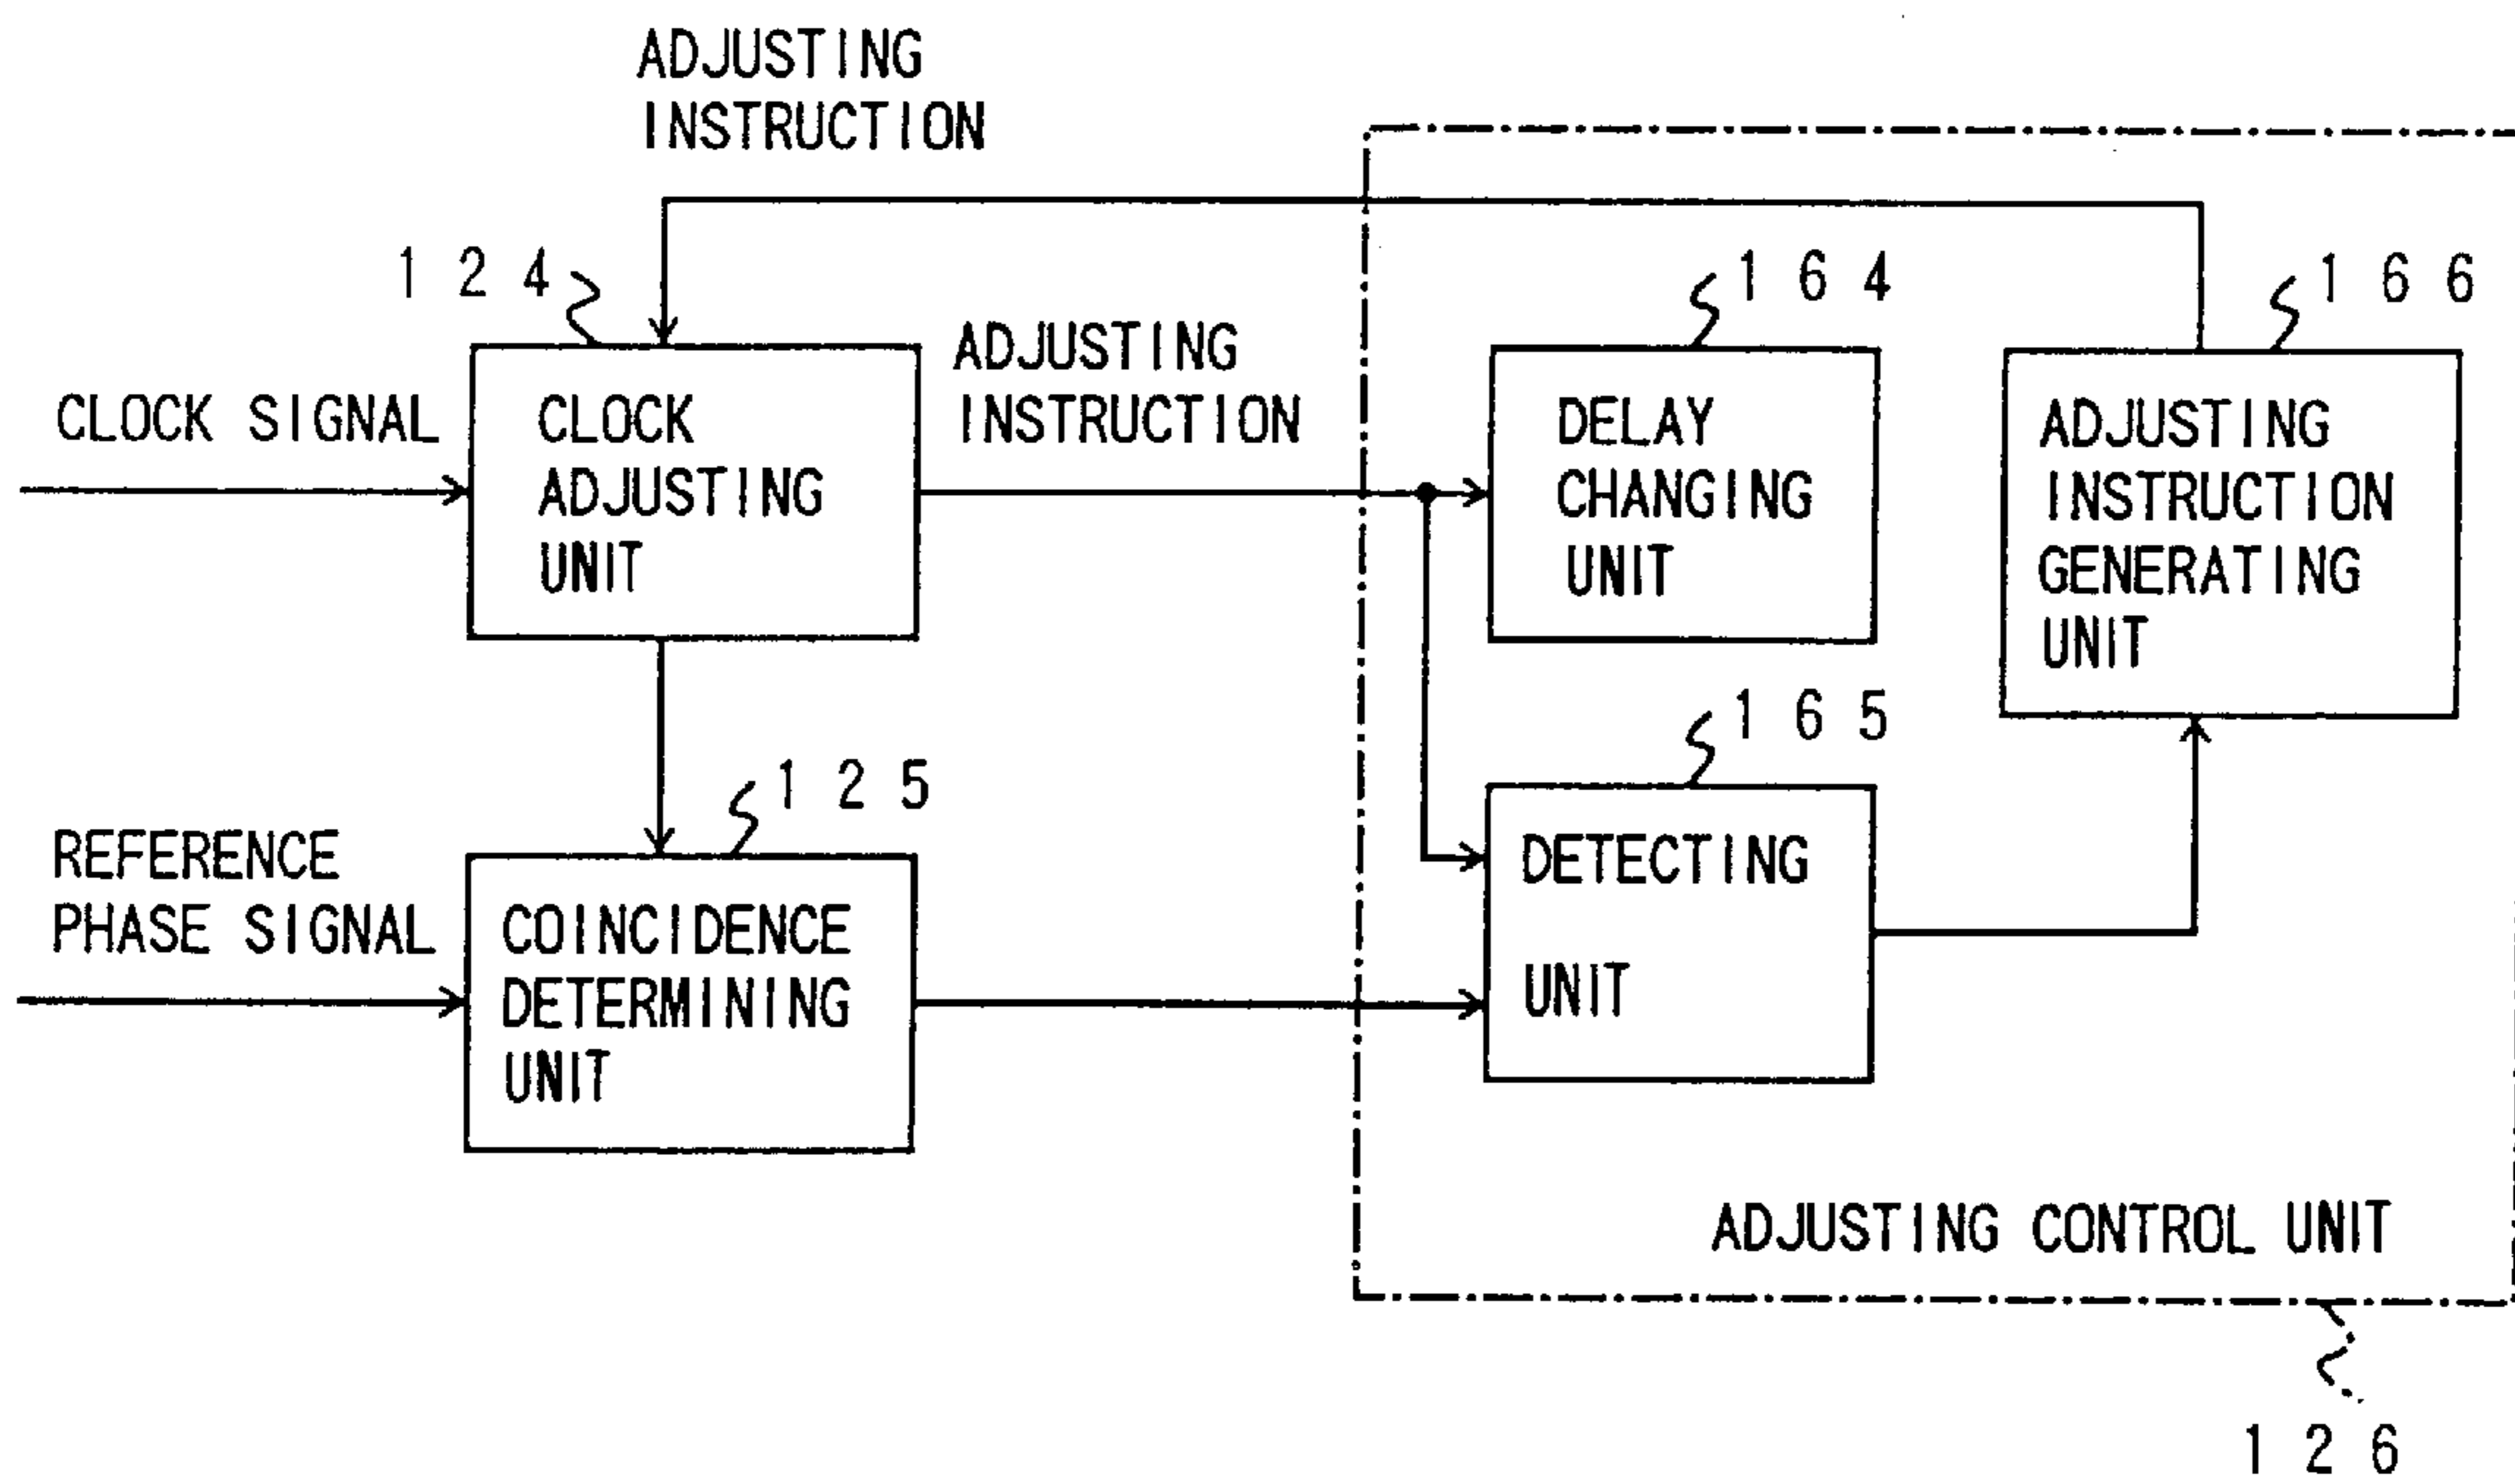 ADJUSTING
INSTRUCTION
124
164
166
CLOCK SIGNAL
CLOCK
ADJUSTING
UNIT
ADJUSTING
INSTRUCTION
DELAY
CHANGING
UNIT
ADJUSTING
INSTRUCTION
GENERATING
UNIT
125
165
REFERENCE
PHASE SIGNAL
COINCIDENCE
DETERMINING
UNIT
DETECTING
UNIT
ADJUSTING CONTROL UNIT
126